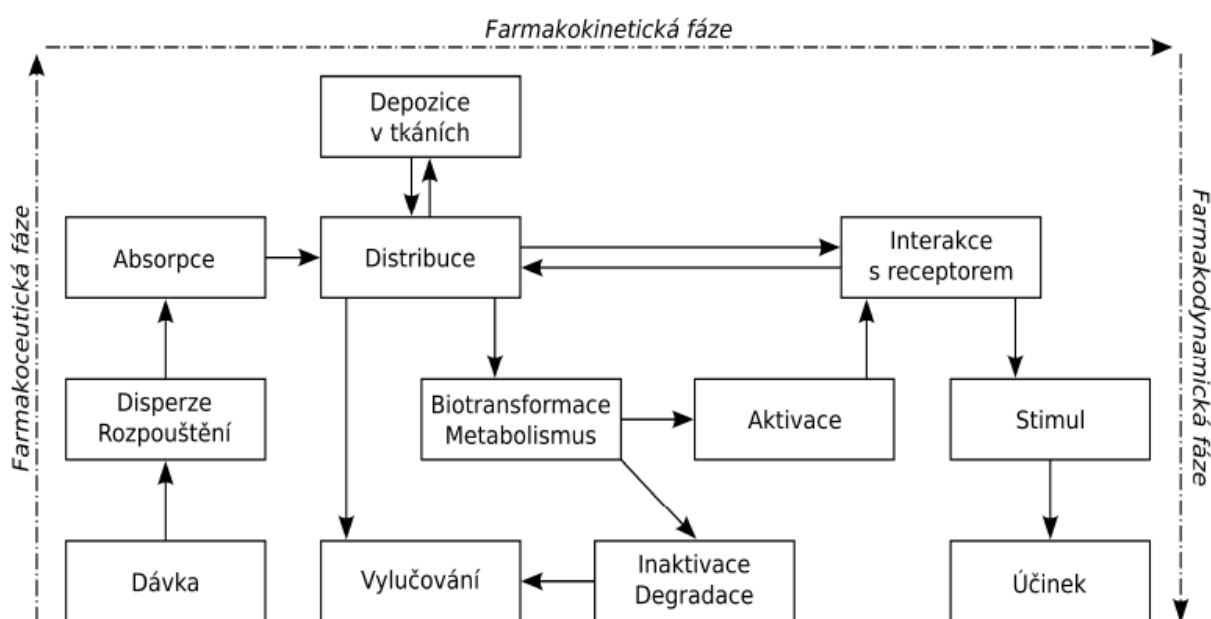 Farmakokinetická fáze
Farmakoceutická fáze
Depozice
v tkáních
Absorpce
Distribuce
Interakce
s receptorem
Farmakodynamická fáze
Disperze
Rozpouštění
Biotransformace
Metabolismus
Aktivace
Stimul
Dávka
Vylučování
Inaktivace
Degradace
Účinek